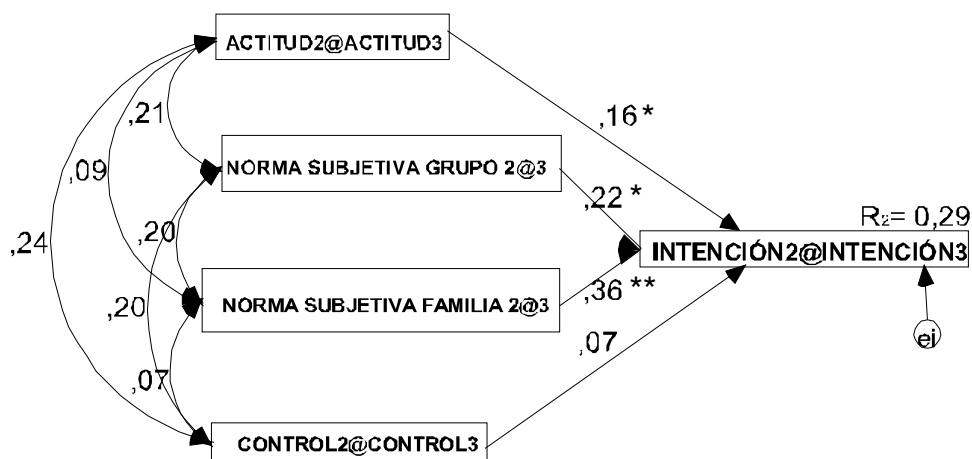 ACTITUD2@ACTITUD3
,21
,16 *
NORMA SUBJETIVA GRUPO 2@3
,09
,22 *
R2= 0,29
,20
,24
INTENCIÓN2@INTENCIÓN3
,36 **
NORMA SUBJETIVA FAMILIA 2@3
,20
ei
,07
,07
CONTROL2@CONTROL3